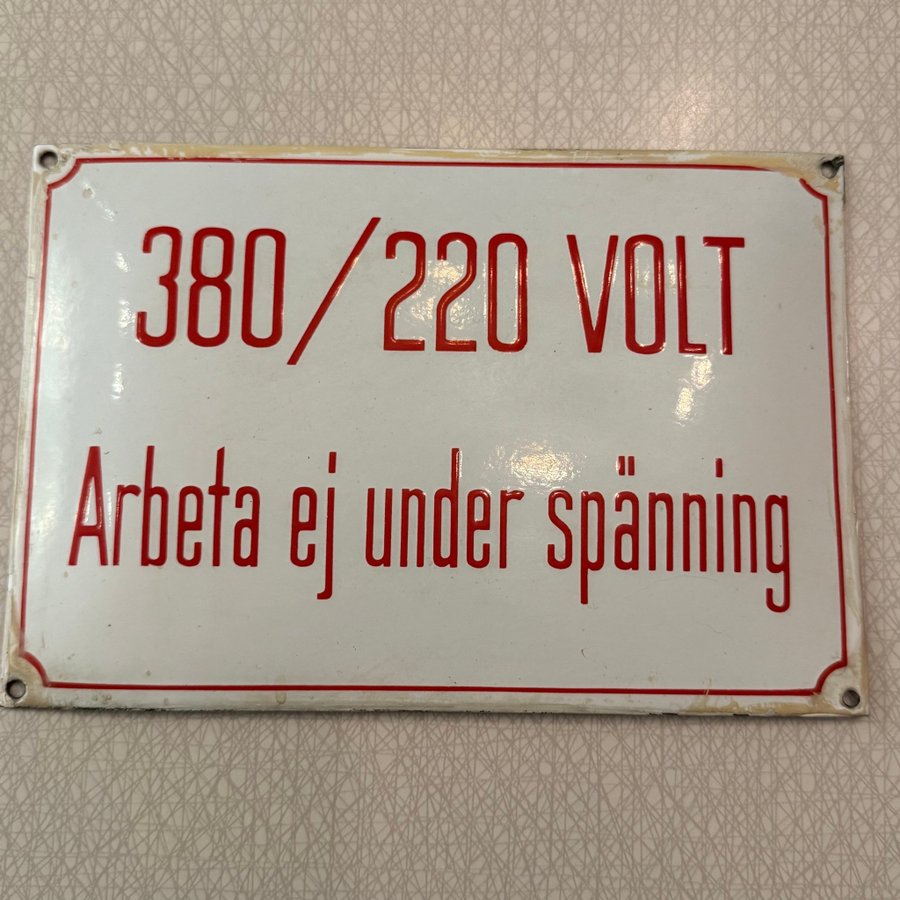 380/220 VOLT
Arbeta ej under spänning